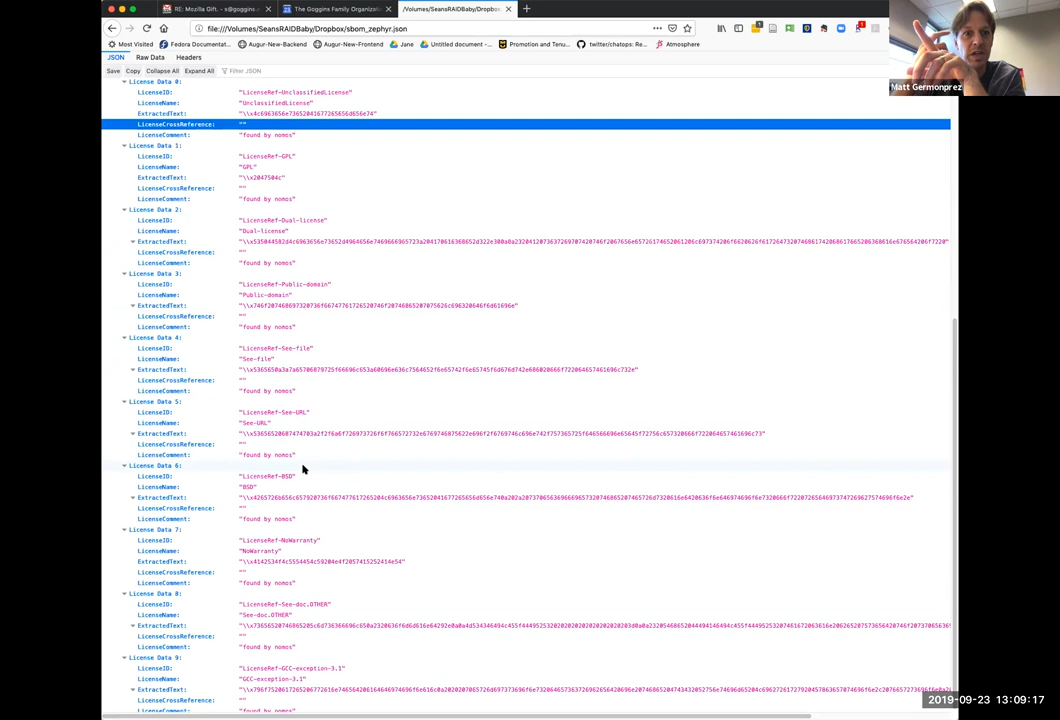 RE: Mozilla Gift. - s@goggins.
The Goggins Family Organizatio
/Volumes/SeansRAIDBaby/Dropbox/
file:///Volumes/SeansRAIDBaby/Dropbox/sbom_zephyr.json
Most Visited
Fedora Documentat...
Augur-New-Backend
Augur-New-Frontend
Jane
Untitled document -...
Promotion and Tenu...
twitter/chatops: Re...
Atmosphere
JSON Raw Data Headers
Save Copy Collapse All Expand All Filter JSON
License Data 0:
LicenseID: "LicenseRef-UnclassifiedLicense"
LicenseName: "UnclassifiedLicense"
ExtractedText: "\\x4c6963656e73652041677265656d656e74"
LicenseCrossReference: ""
LicenseComment: "found by nomos"
License Data 1:
LicenseID: "LicenseRef-GPL"
LicenseName: "GPL"
ExtractedText: "\\x2047504c"
LicenseCrossReference: ""
LicenseComment: "found by nomos"
License Data 2:
LicenseID: "LicenseRef-Dual-license"
LicenseName: "Dual-license"
ExtractedText:
LicenseCrossReference: ""
LicenseComment: "found by nomos"
License Data 3:
LicenseID: "LicenseRef-Public-domain"
LicenseName: "Public-domain"
ExtractedText:
LicenseCrossReference: ""
LicenseComment: "found by nomos"
License Data 4:
LicenseID: "LicenseRef-See-file"
LicenseName: "See-file"
ExtractedText:
LicenseCrossReference: ""
LicenseComment: "found by nomos"
License Data 5:
LicenseID: "LicenseRef-See-URL"
LicenseName: "See-URL"
ExtractedText:
LicenseCrossReference: ""
LicenseComment: "found by nomos"
License Data 6:
LicenseID: "LicenseRef-BSD"
LicenseName: "BSD"
ExtractedText:
LicenseCrossReference: ""
LicenseComment: "found by nomos"
License Data 7:
LicenseID: "LicenseRef-NoWarranty"
LicenseName: "NoWarranty"
ExtractedText:
LicenseCrossReference: ""
LicenseComment: "found by nomos"
License Data 8:
LicenseID: "LicenseRef-See-doc.OTHER"
LicenseName: "See-doc.OTHER"
ExtractedText:
LicenseCrossReference: ""
LicenseComment: "found by nomos"
License Data 9:
LicenseID: "LicenseRef-GCC-exception-3.1"
LicenseName: "GCC-exception-3.1"
ExtractedText:
LicenseCrossReference: ""
LicenseComment: "found by nomos"
Matt Germonprez
2019-09-23 13:09:17